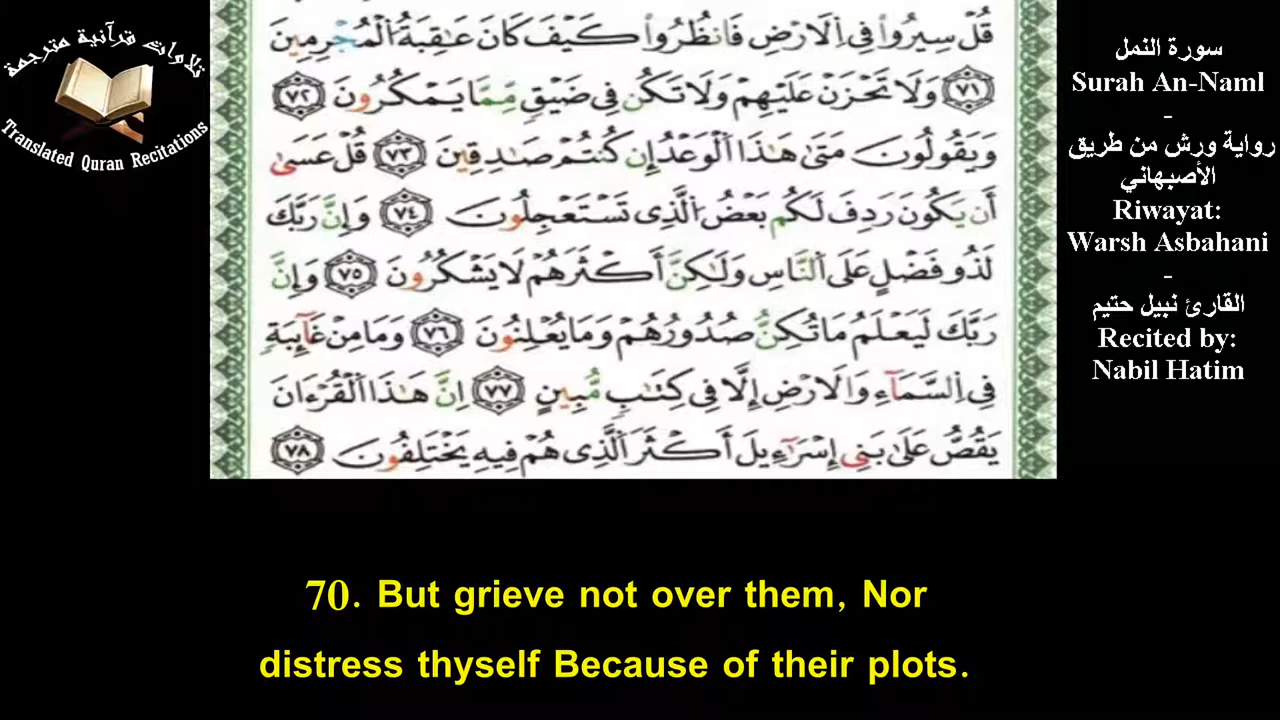 تلاوات قرآنية مترجمة
Translated Quran Recitations
قُلْ سِيرُوا۟ فِى اِ۬لَارْضِ فَانظُرُوا۟ كَيْفَ كَانَ عَٰقِبَةُ اُ۬لْمُجْرِمِينَ
٧١ وَلَا تَحْزَنْ عَلَيْهِمْ وَلَا تَكُن فِى ضَيْقٍ مِّمَّا يَمْكُرُونَ ٧٢
وَيَقُولُونَ مَتَىٰ هَٰذَا اَ۬لْوَعْدُ إِن كُنتُمْ صَٰدِقِينَ ٧٣ قُلْ عَسَىٰ
أَن يَكُونَ رَدِفَ لَكُم بَعْضُ اُ۬لَّذِى تَسْتَعْجِلُونَ ٧٤ وَإِنَّ رَبَّكَ
لَذُو فَضْلٍ عَلَى اَ۬لنَّاسِ وَلَٰكِنَّ أَكْثَرَهُمْ لَا يَشْكُرُونَ ٧٥ وَإِنَّ
رَبَّكَ لَيَعْلَمُ مَا تُكِنُّ صُدُورُهُمْ وَمَا يُعْلِنُونَ ٧٦ وَمَا مِنْ غَآئِبَةٍ
فِى اِ۬لسَّمَآءِ وَالَارْضِ إِلَّا فِى كِتَٰبٍ مُّبِينٍ ٧٧ اِنَّ هَٰذَا اَ۬لْقُرْءَانَ
يَقُصُّ عَلَىٰ بَنِى إِسْرَآءِيلَ أَكْثَرَ اَ۬لَّذِى هُمْ فِيهِ يَخْتَلِفُونَ ٧٨
سورة النمل
Surah An-Naml
-
رواية ورش من طريق
الأصبهاني
Riwayat:
Warsh Asbahani
-
القارئ نبيل حتيم
Recited by:
Nabil Hatim
70. But grieve not over them, Nor
distress thyself Because of their plots.